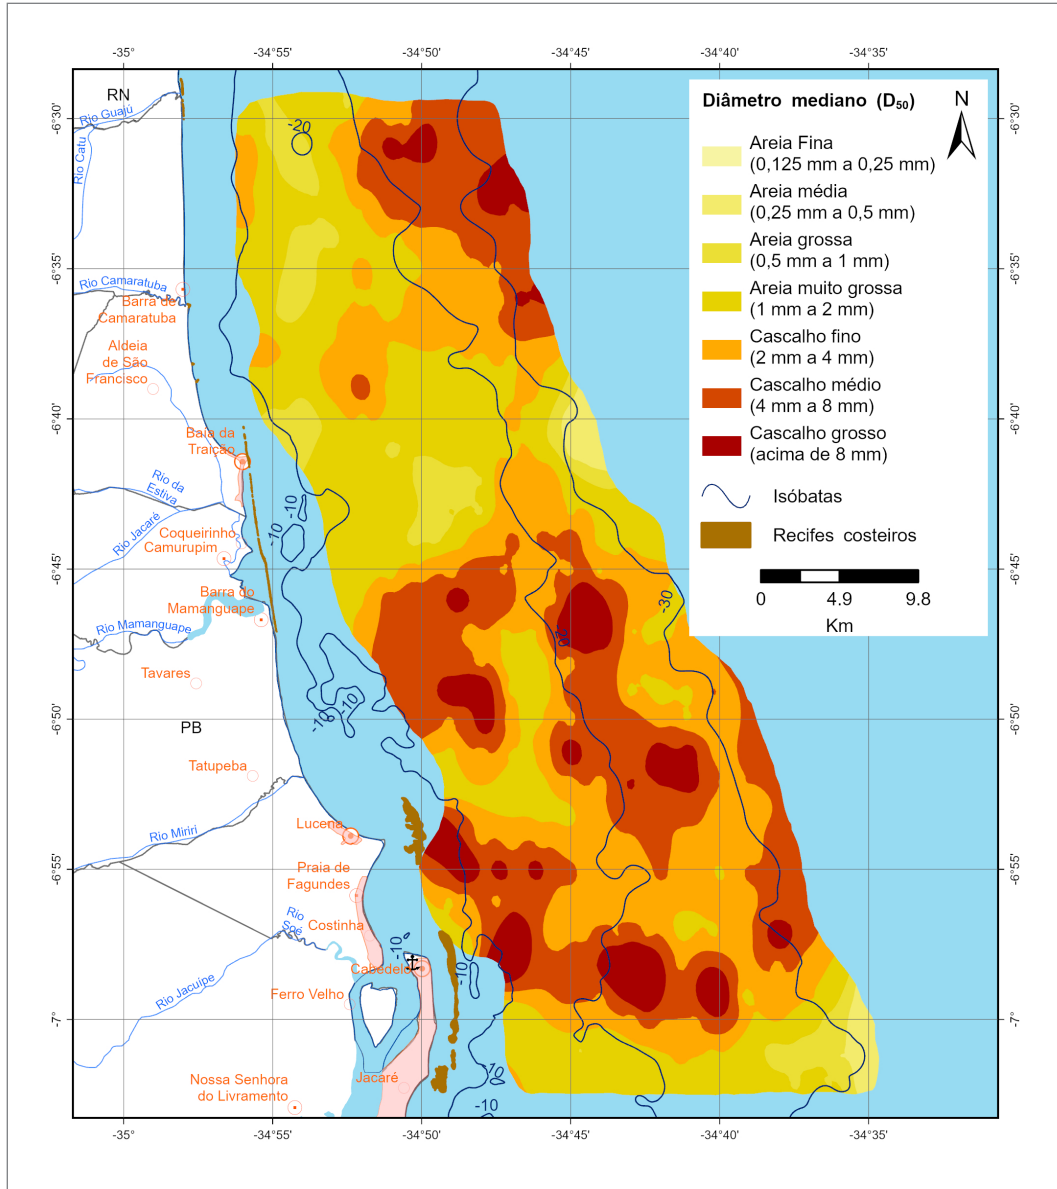 -35°
-34°55'
-34°50'
-34°45'
-34°40'
-34°35'
-6°30'
-6°35'
-6°40'
-6°45'
-6°50'
-6°55'
-7°
-6°30'
-6°35'
-6°40'
-6°45'
-6°50'
-6°55'
-7°
-35°
-34°55'
-34°50'
-34°45'
-34°40'
-34°35'
RN
Rio Guajú
Rio Catu
Rio Camaratuba
Barra de
Camaratuba
Aldeia
de São
Francisco
Baía da
Traição
Rio da
Estiva
Rio Jacaré
Coqueirinho
Camurupim
Barra do
Mamanguape
Rio Mamanguape
Tavares
PB
Tatupeba
Lucena
Rio Miriri
Praia de
Fagundes
Rio
Soé
Costinha
Cabedelo
Rio Jacuípe
Ferro Velho
Jacaré
Nossa Senhora
do Livramento
-20
-10
-10
-10
-10
-20
-30
-10
-10
-10
-10
Diâmetro mediano (D50)
N
Areia Fina
(0,125 mm a 0,25 mm)
Areia média
(0,25 mm a 0,5 mm)
Areia grossa
(0,5 mm a 1 mm)
Areia muito grossa
(1 mm a 2 mm)
Cascalho fino
(2 mm a 4 mm)
Cascalho médio
(4 mm a 8 mm)
Cascalho grosso
(acima de 8 mm)
Isóbatas
Recifes costeiros
0 4.9 9.8
Km